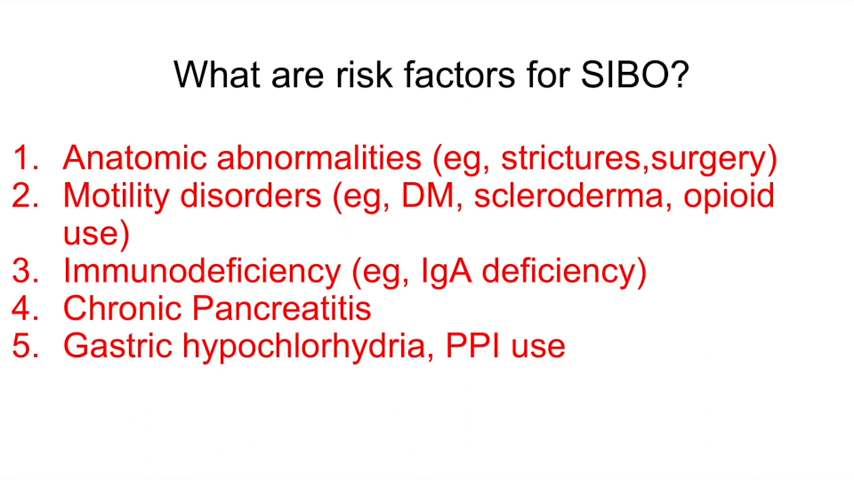 What are risk factors for SIBO?
1. Anatomic abnormalities (eg, strictures,surgery)
2. Motility disorders (eg, DM, scleroderma, opioid
use)
3. Immunodeficiency (eg, IgA deficiency)
4. Chronic Pancreatitis
5. Gastric hypochlorhydria, PPI use